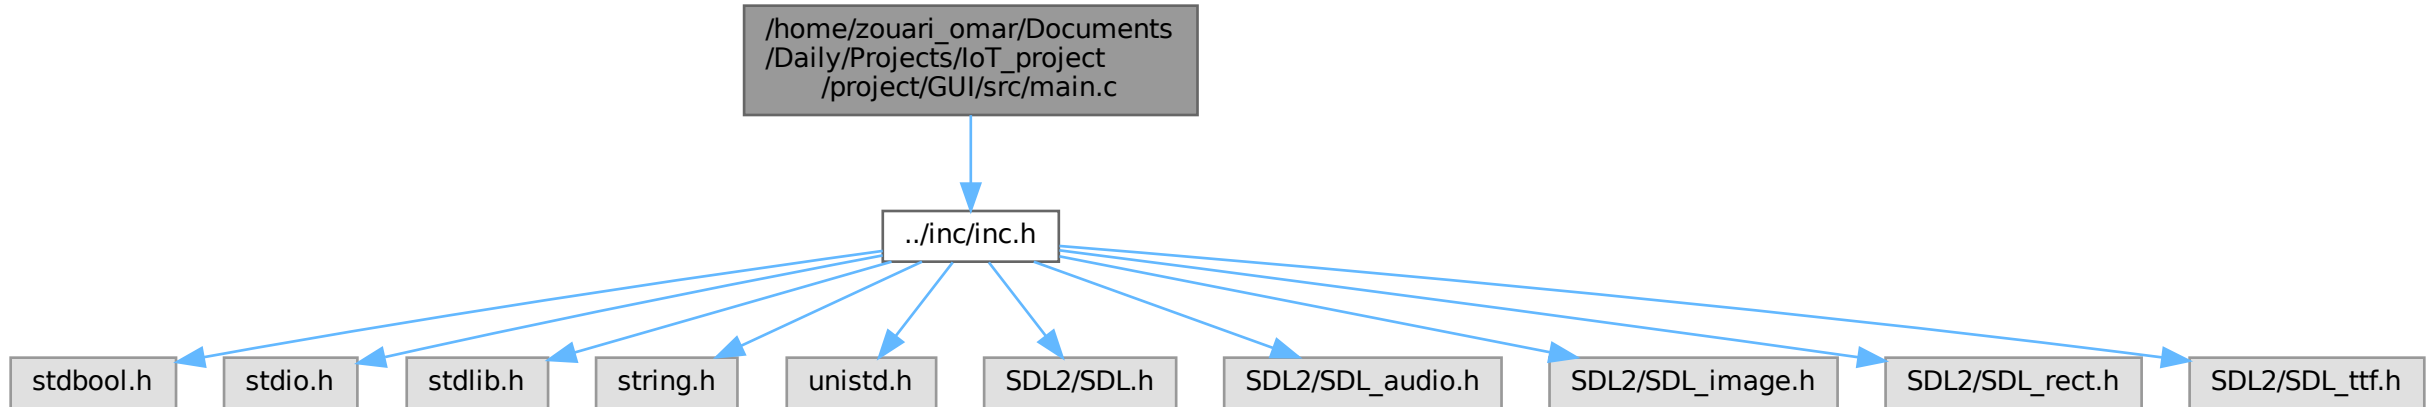 /home/zouari_omar/Documents
/Daily/Projects/IoT_project
/project/GUI/src/main.c
../inc/inc.h
stdbool.h
stdio.h
stdlib.h
string.h
unistd.h
SDL2/SDL.h
SDL2/SDL_audio.h
SDL2/SDL_image.h
SDL2/SDL_rect.h
SDL2/SDL_ttf.h